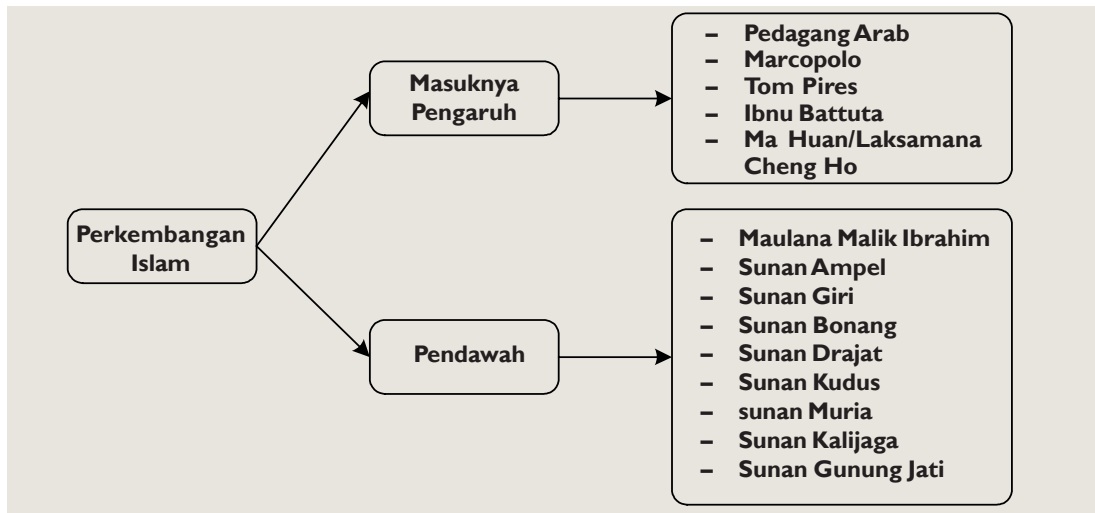 Perkembangan
Islam
Masuknya
Pengaruh
– Pedagang Arab
– Marcopolo
– Tom Pires
– Ibnu Battuta
– Ma Huan/Laksamana
Cheng Ho
Pendawah
– Maulana Malik Ibrahim
– Sunan Ampel
– Sunan Giri
– Sunan Bonang
– Sunan Drajat
– Sunan Kudus
– sunan Muria
– Sunan Kalijaga
– Sunan Gunung Jati